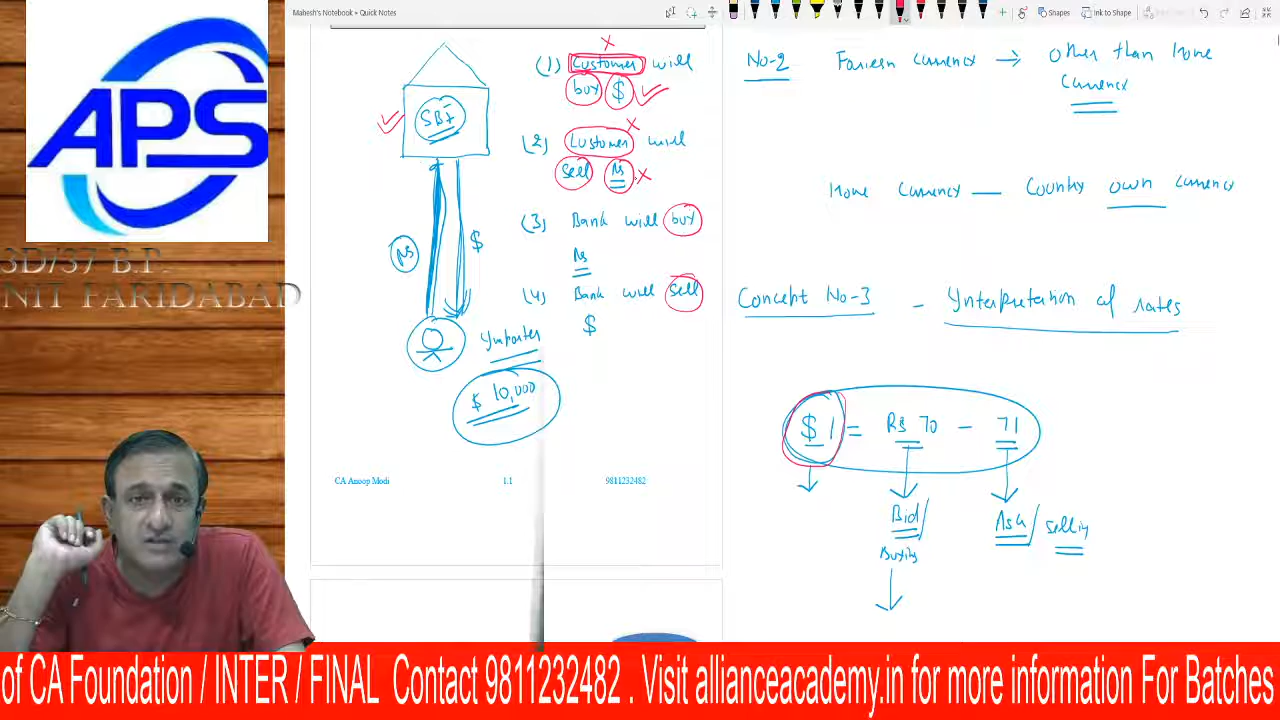 Mahesh's Notebook + Quick Notes
Shapes
Ink to Shape
APS
3D/37 B.P.
NIT FARIDABAD
SBI
Rs
$
Importer
$ 10,000
(1) Customer will
buy $
(2) Customer will
sell Rs
(3) Bank will buy
Rs
(4) Bank will sell
$
CA Anoop Modi
1.1
9811232482
No-2 Foriegn currency → other than Home
Currency
Home Currency — Country own currency
Concept No-3 - Interpretation of rates
$ 1 = Rs 70 - 71
Bid/
Buying
Ask/ selling
of CA Foundation / INTER / FINAL Contact 9811232482 . Visit allianceacademy.in for more information For Batches